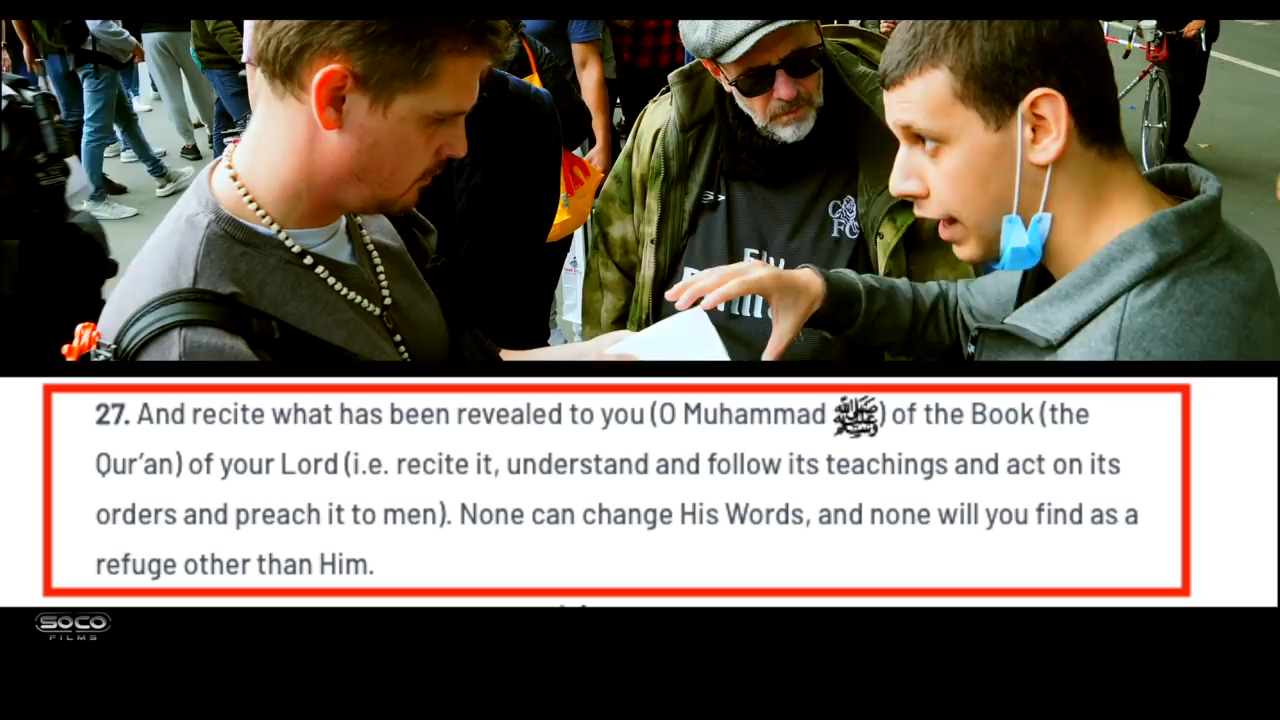 CFC
Fly
27. And recite what has been revealed to you (O Muhammad ﷺ) of the Book (the
Qur'an) of your Lord (i.e. recite it, understand and follow its teachings and act on its
orders and preach it to men). None can change His Words, and none will you find as a
refuge other than Him.
SOCO
FILMS